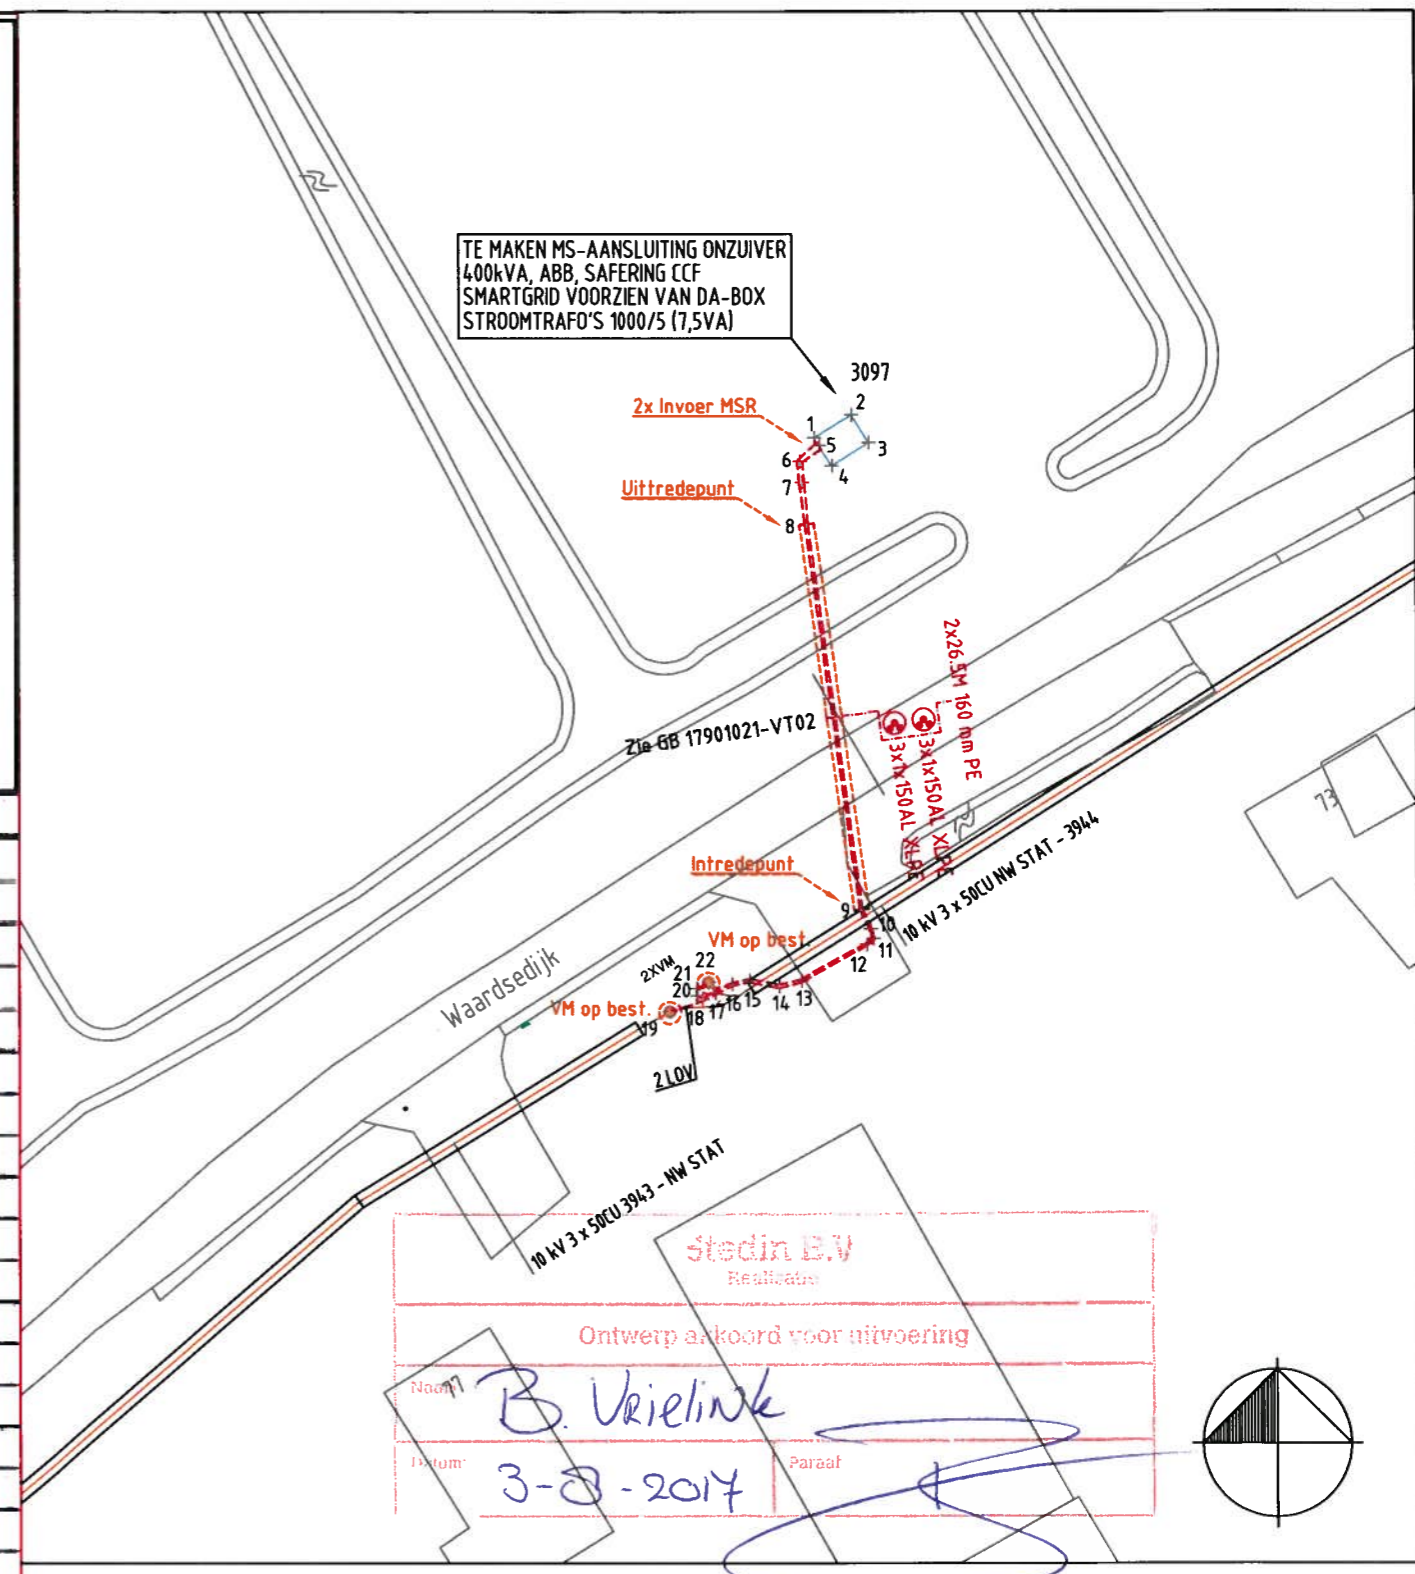 TE MAKEN MS-AANSLUITING ONZUIVER
400kVA, ABB, SAFERING CCF
SMARTGRID VOORZIEN VAN DA-BOX
STROOMTRAFO'S 1000/5 (7,5VA)
3097
2x Invoer MSR
1
2
3
4
5
6
7
Uittredepunt
8
2x26.5M 160 mm PE
3x1x150AL XLPE
3x1x150AL XLPE
Zie GB 17901021-VT02
73
10 kV 3 x 50CU NW STAT - 3944
Intredepunt
9
10
11
12
13
14
15
16
17
18
19
20
21
22
VM op best.
2XVM
VM op best.
Waardsedijk
2 LOV
10 kV 3 x 50CU 3943 - NW STAT
Stedin B.V
Realisatie
Ontwerp akkoord voor uitvoering
Naam:
77
B. Vrielink
Datum:
3-8-2017
Paraaf